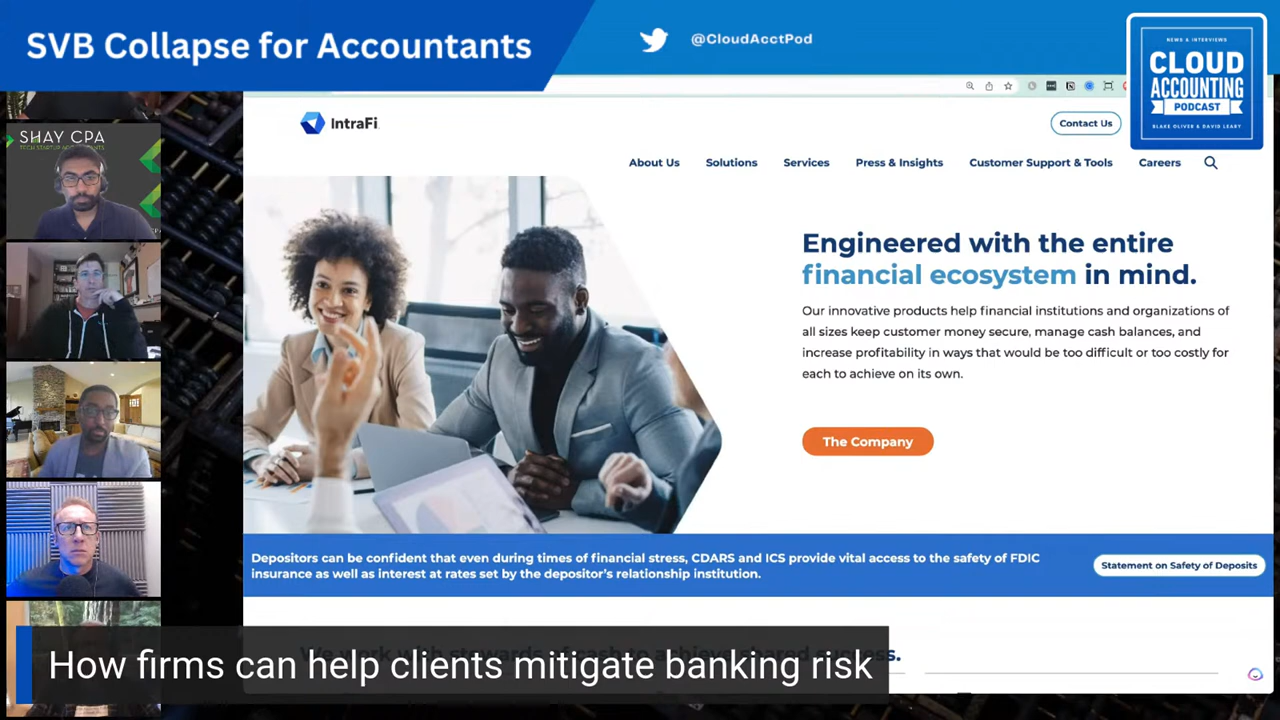 SVB Collapse for Accountants
@CloudAcctPod
NEWS & INTERVIEWS
CLOUD
ACCOUNTING
PODCAST
BLAKE OLIVER & DAVID LEARY
SHAY CPA
TECH STARTUP ACCOUNTANTS
IntraFi
Contact Us
About Us Solutions Services Press & Insights Customer Support & Tools Careers
Engineered with the entire
financial ecosystem in mind.
Our innovative products help financial institutions and organizations of
all sizes keep customer money secure, manage cash balances, and
increase profitability in ways that would be too difficult or too costly for
each to achieve on its own.
The Company
Depositors can be confident that even during times of financial stress, CDARS and ICS provide vital access to the safety of FDIC
insurance as well as interest at rates set by the depositor's relationship institution.
Statement on Safety of Deposits
How firms can help clients mitigate banking risk